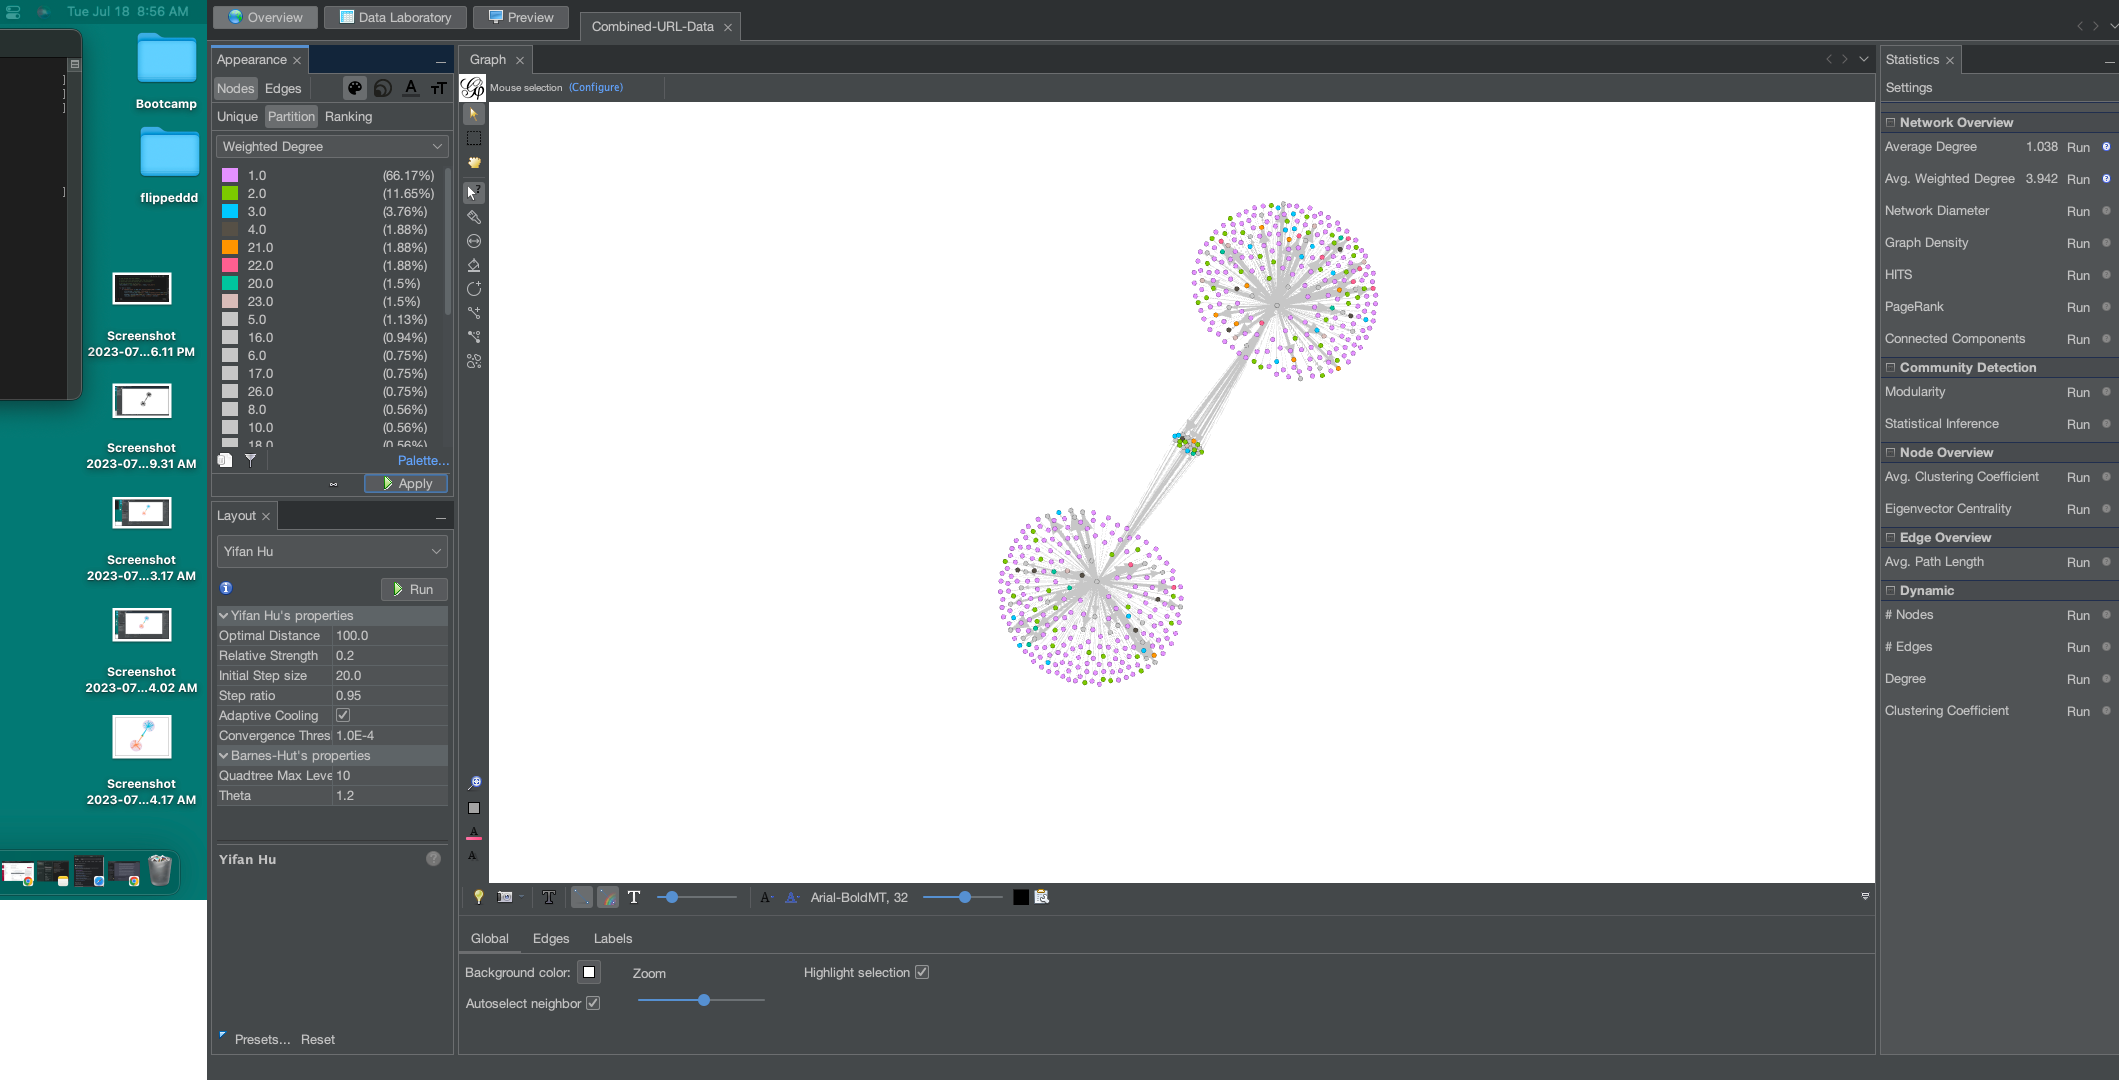 Tue Jul 18 8:56 AM
Bootcamp
flippeddd
Screenshot
2023-07...6.11 PM
Screenshot
2023-07...9.31 AM
Screenshot
2023-07...3.17 AM
Screenshot
2023-07...4.02 AM
Screenshot
2023-07...4.17 AM
Overview
Data Laboratory
Preview
Combined-URL-Data
Appearance
Nodes Edges
Unique Partition Ranking
Weighted Degree
1.0 (66.17%)
2.0 (11.65%)
3.0 (3.76%)
4.0 (1.88%)
21.0 (1.88%)
22.0 (1.88%)
20.0 (1.5%)
23.0 (1.5%)
5.0 (1.13%)
16.0 (0.94%)
6.0 (0.75%)
17.0 (0.75%)
26.0 (0.75%)
8.0 (0.56%)
10.0 (0.56%)
18.0 (0.56%)
Palette...
Apply
Layout
Yifan Hu
Run
Yifan Hu's properties
Optimal Distance 100.0
Relative Strength 0.2
Initial Step size 20.0
Step ratio 0.95
Adaptive Cooling
Convergence Thres 1.0E-4
Barnes-Hut's properties
Quadtree Max Leve 10
Theta 1.2
Yifan Hu
Presets... Reset
Graph
Mouse selection (Configure)
Arial-BoldMT, 32
Global Edges Labels
Background color: Zoom Highlight selection
Autoselect neighbor
Statistics
Settings
Network Overview
Average Degree 1.038 Run
Avg. Weighted Degree 3.942 Run
Network Diameter Run
Graph Density Run
HITS Run
PageRank Run
Connected Components Run
Community Detection
Modularity Run
Statistical Inference Run
Node Overview
Avg. Clustering Coefficient Run
Eigenvector Centrality Run
Edge Overview
Avg. Path Length Run
Dynamic
# Nodes Run
# Edges Run
Degree Run
Clustering Coefficient Run